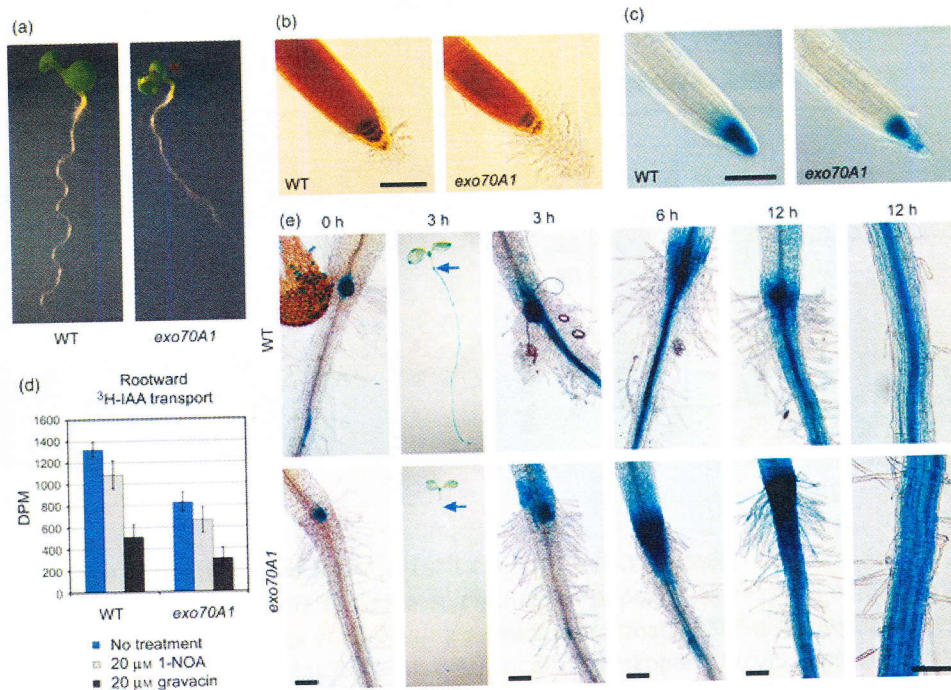 (a)
WT
exo70A1
(b)
WT
exo70A1
(c)
WT
exo70A1
(d)
Rootward
³H-IAA transport
DPM
1600
1400
1200
1000
800
600
400
200
0
WT
exo70A1
No treatment
20 μM 1-NOA
20 μM gravacin
(e)
0 h
3 h
3 h
6 h
12 h
12 h
WT
exo70A1